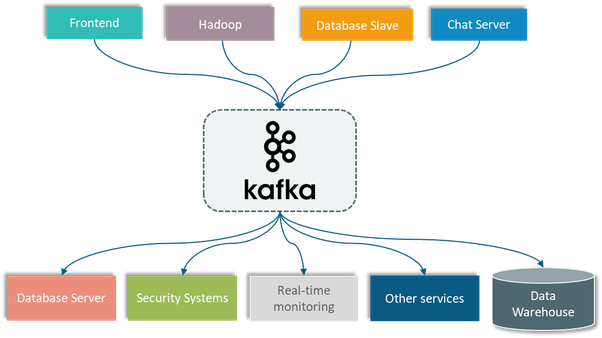 Frontend
Hadoop
Database Slave
Chat Server
kafka
Database Server
Security Systems
Real-time
monitoring
Other services
Data
Warehouse